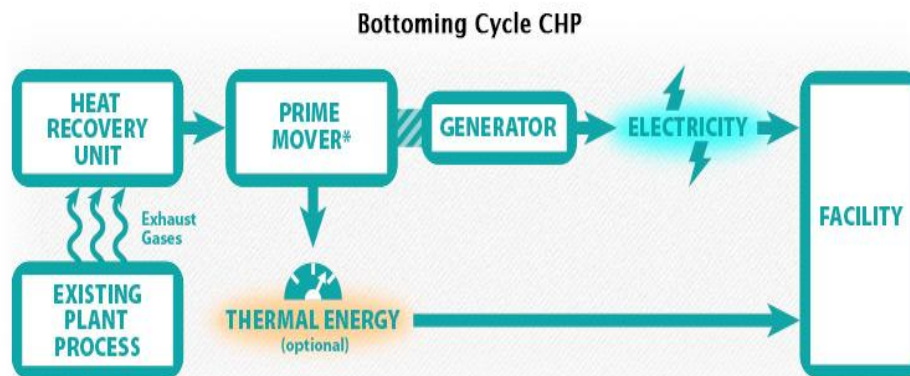 Bottoming Cycle CHP
HEAT
RECOVERY
UNIT
PRIME
MOVER*
GENERATOR
ELECTRICITY
FACILITY
Exhaust
Gases
EXISTING
PLANT
PROCESS
THERMAL ENERGY
(optional)